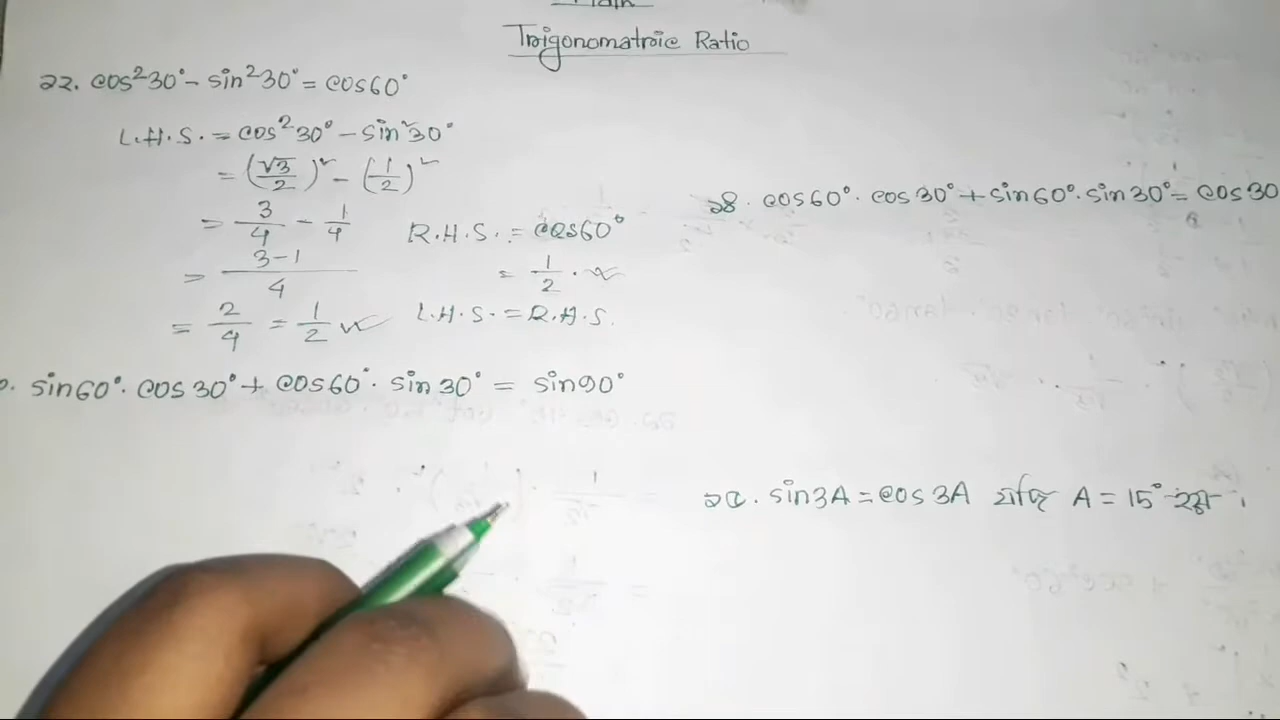 Trigonomatric Ratio
২২. cos²30° - sin²30° = cos60°
L.H.S. = cos²30° - sin²30°
= (√3/2)² - (1/2)²
= 3/4 - 1/4
= 3-1/4
= 2/4 = 1/2
R.H.S. = cos60°
= 1/2.
L.H.S. = R.H.S.
sin60°. cos30° + cos60°. sin30° = sin90°
২৪. cos60°. cos30° + sin60°. sin30° = cos30
২৫. sin3A = cos3A যদি A = 15° হয়।